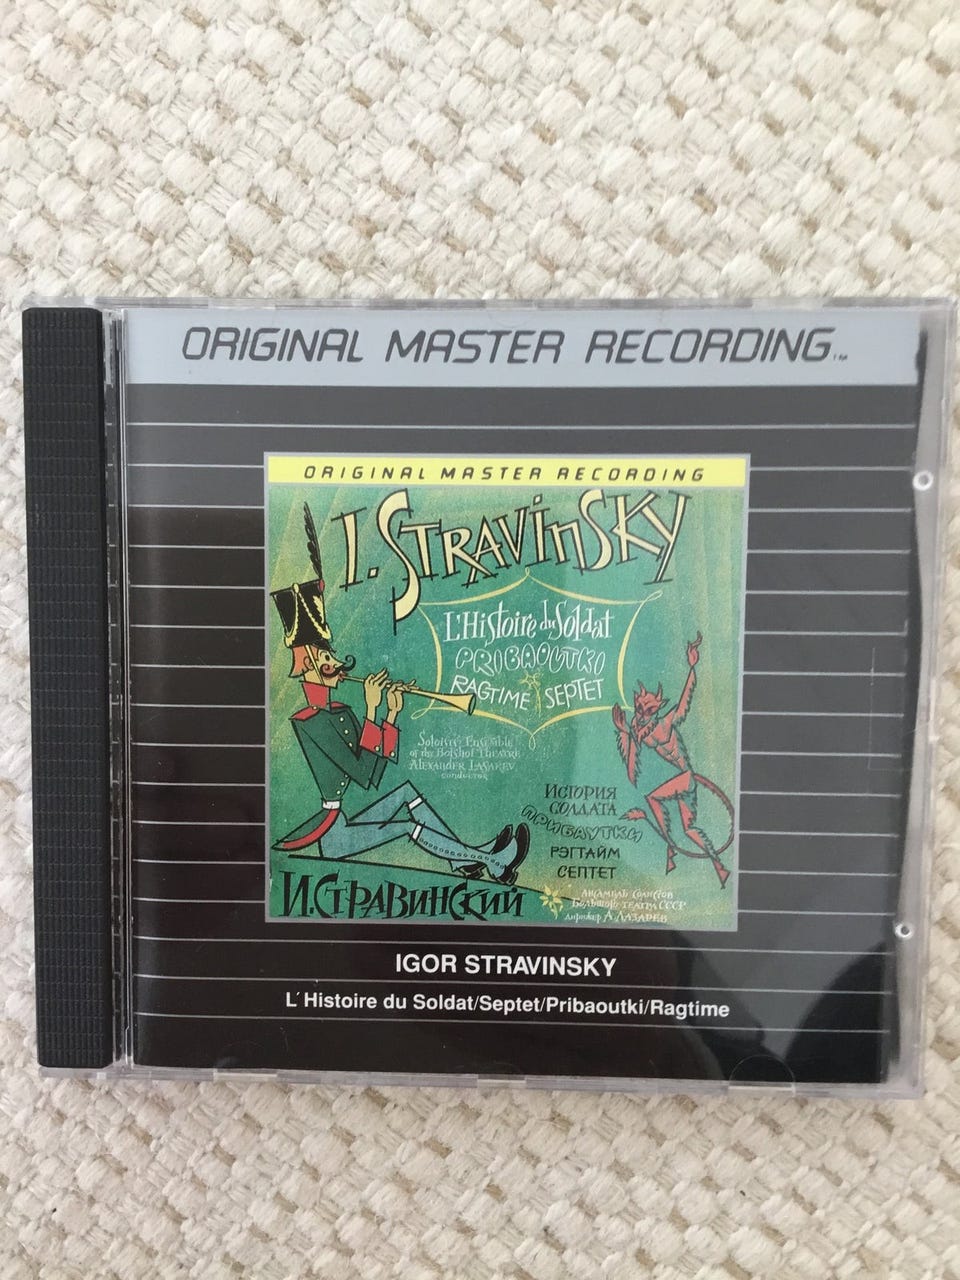 ORIGINAL MASTER RECORDING™
ORIGINAL MASTER RECORDING
I. STRAVINSKY
L'Histoire du Soldat
PRIBAOUTKI
RAGTIME SEPTET
Soloists Ensemble
of the Bolshoi Theatre
ALEXANDER LASAREV
conductor
ИСТОРИЯ
СОЛДАТА
ПРИБАУТКИ
РЭГТАЙМ
СЕПТЕТ
И. СТРАВИНСКИЙ
АНСАМБЛЬ СОЛИСТОВ
БОЛЬШОГО ТЕАТРА СССР
дирижер А. ЛАЗАРЕВ
IGOR STRAVINSKY
L'Histoire du Soldat/Septet/Pribaoutki/Ragtime